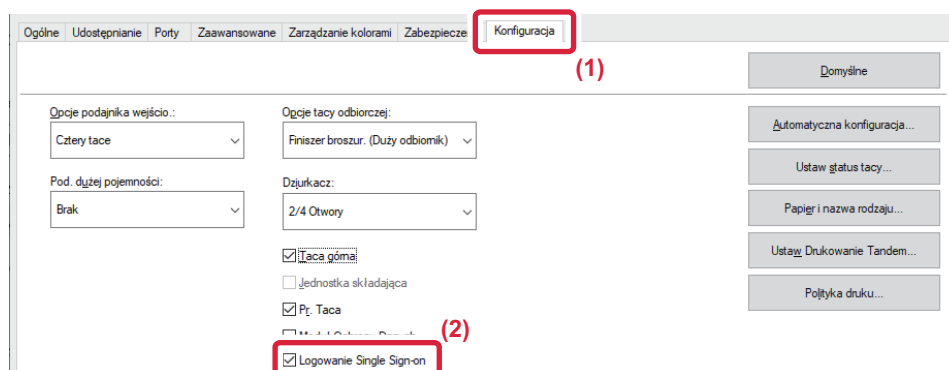 Ogólne Udostępnianie Porty Zaawansowane Zarządzanie kolorami Zabezpiecze Konfiguracja
(1)
Domyślne
Opcje podajnika wejścio.:
Cztery tace
Opcje tacy odbiorczej:
Finiszer broszur. (Duży odbiornik)
Automatyczna konfiguracja...
Ustaw status tacy...
Pod. dużej pojemności:
Brak
Dziurkacz:
2/4 Otwory
Papier i nazwa rodzaju...
Taca górna
Ustaw Drukowanie Tandem...
Jednostka składająca
Pr. Taca
Polityka druku...
(2)
Logowanie Single Sign-on